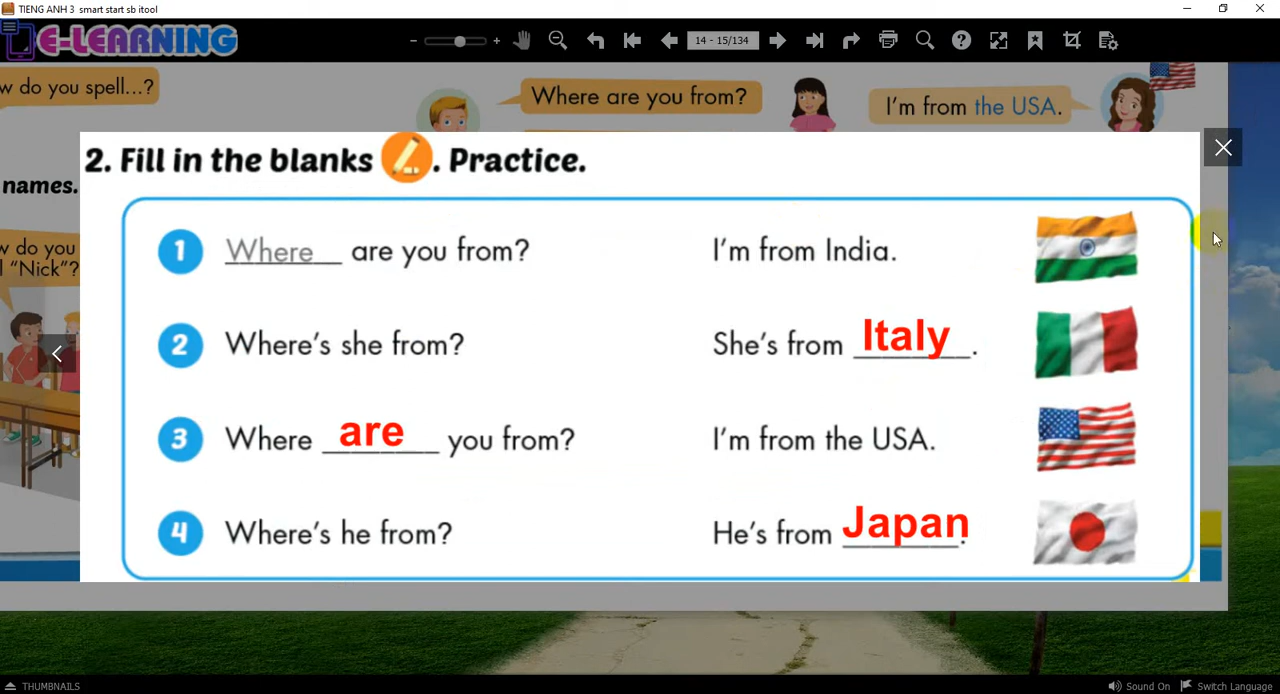 TIENG ANH 3 smart start sb itool
E-LEARNING
14 - 15/134
w do you spell...?
Where are you from?
I'm from the USA.
2. Fill in the blanks . Practice.
names.
w do you
l "Nick"?
1 Where are you from? I'm from India.
2 Where's she from? She's from Italy.
3 Where are you from? I'm from the USA.
4 Where's he from? He's from Japan.
THUMBNAILS
Sound On
Switch Language